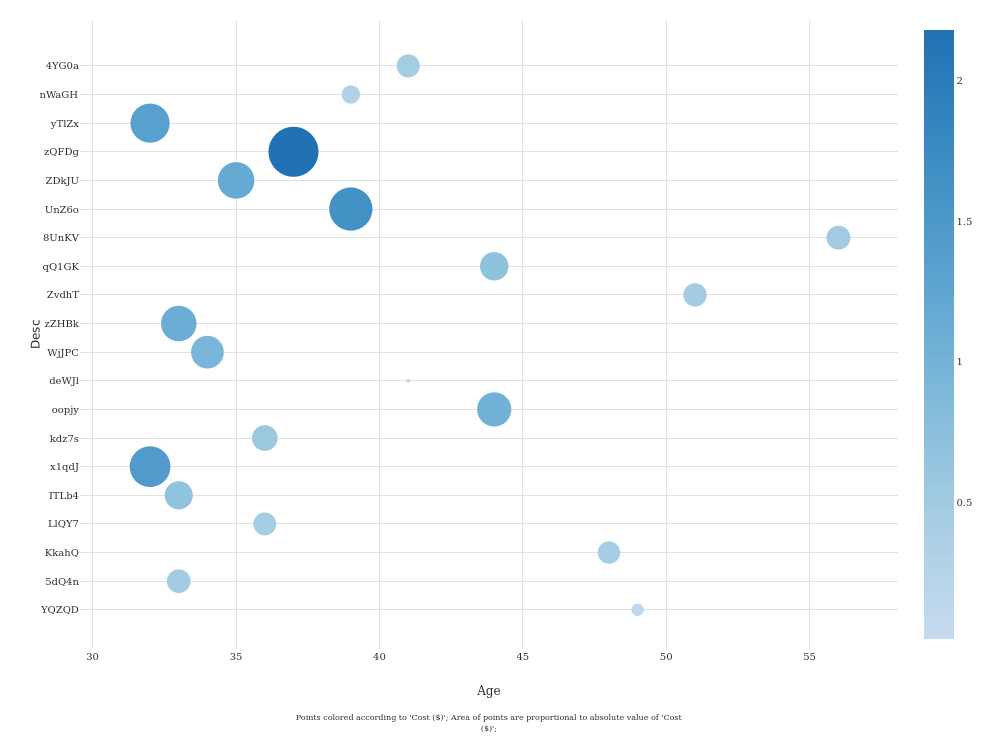 4YG0a
nWaGH
yTlZx
zQFDg
ZDkJU
UnZ6o
8UnKV
qQ1GK
ZvdhT
zZHBk
WjJPC
deWJl
oopjy
kdz7s
x1qdJ
lTLb4
LlQY7
KkahQ
5dQ4n
YQZQD
Desc
30 35 40 45 50 55
Age
2
1.5
1
0.5
Points colored according to 'Cost ($)'; Area of points are proportional to absolute value of 'Cost
($)';